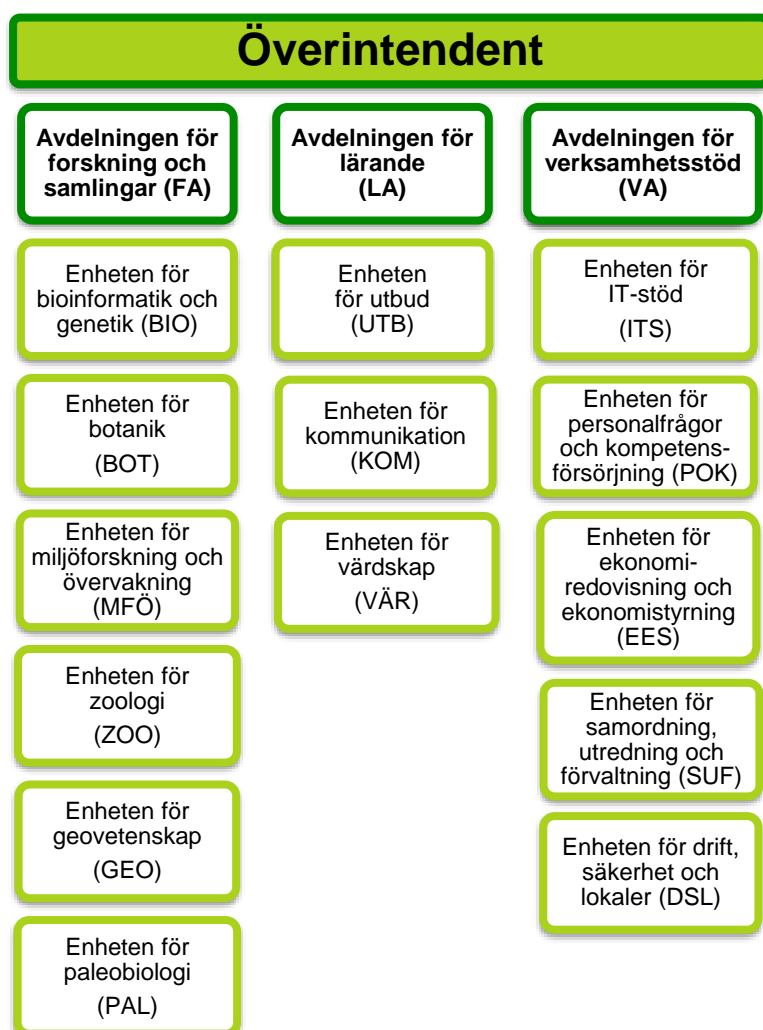 Överintendent
Avdelningen för
forskning och
samlingar (FA)
Enheten för
bioinformatik och
genetik (BIO)
Enheten för
botanik
(BOT)
Enheten för
miljöforskning och
övervakning
(MFÖ)
Enheten för
zoologi
(ZOO)
Enheten för
geovetenskap
(GEO)
Enheten för
paleobiologi
(PAL)
Avdelningen för
lärande
(LA)
Enheten
för utbud
(UTB)
Enheten för
kommunikation
(KOM)
Enheten för
värdskap
(VÄR)
Avdelningen för
verksamhetsstöd
(VA)
Enheten för
IT-stöd
(ITS)
Enheten för
personalfrågor
och kompetens-
försörjning (POK)
Enheten för
ekonomi-
redovisning och
ekonomistyrning
(EES)
Enheten för
samordning,
utredning och
förvaltning (SUF)
Enheten för drift,
säkerhet och
lokaler (DSL)